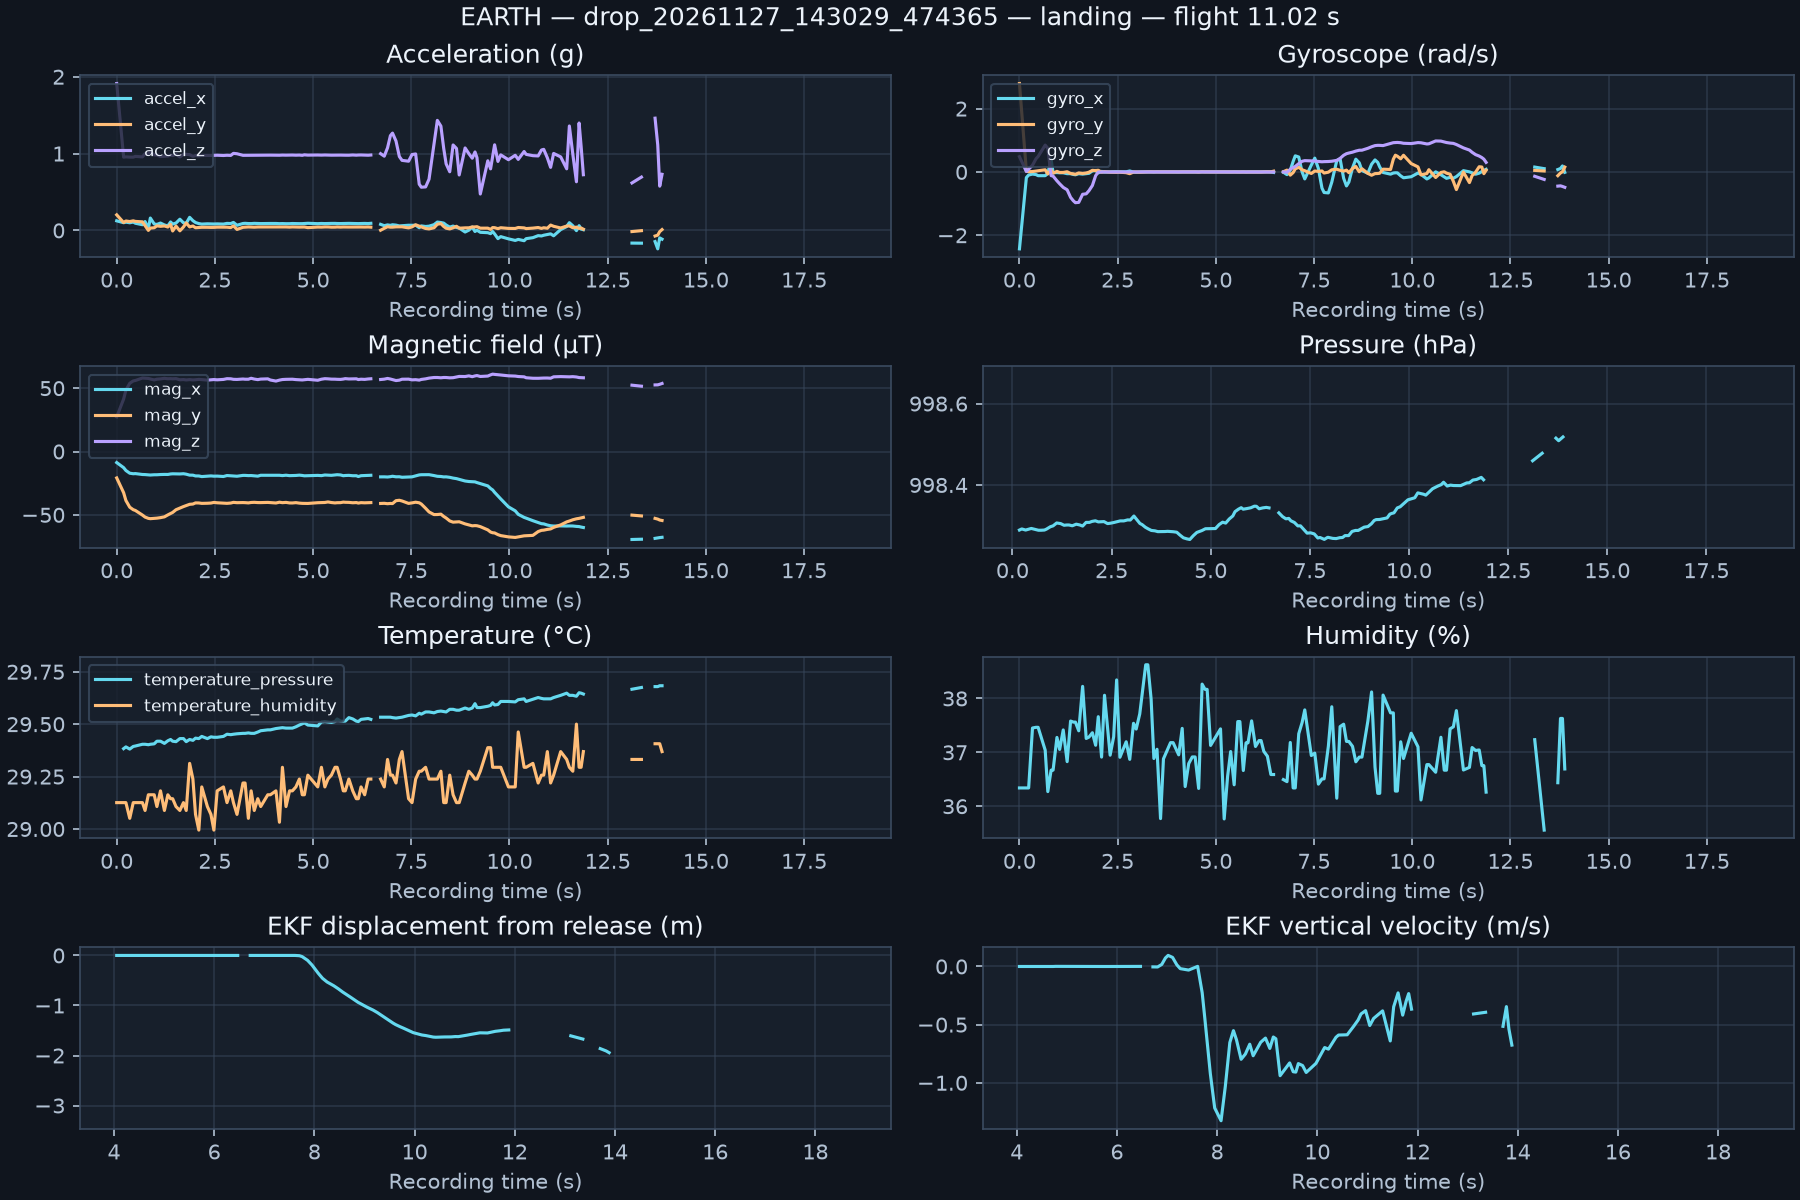 EARTH — drop_20261127_143029_474365 — landing — flight 11.02 s
Acceleration (g)
2
1
0
accel_x
accel_y
accel_z
0.0 2.5 5.0 7.5 10.0 12.5 15.0 17.5
Recording time (s)
Gyroscope (rad/s)
2
0
−2
gyro_x
gyro_y
gyro_z
0.0 2.5 5.0 7.5 10.0 12.5 15.0 17.5
Recording time (s)
Magnetic field (µT)
50
0
−50
mag_x
mag_y
mag_z
0.0 2.5 5.0 7.5 10.0 12.5 15.0 17.5
Recording time (s)
Pressure (hPa)
998.6
998.4
0.0 2.5 5.0 7.5 10.0 12.5 15.0 17.5
Recording time (s)
Temperature (°C)
29.75
29.50
29.25
29.00
temperature_pressure
temperature_humidity
0.0 2.5 5.0 7.5 10.0 12.5 15.0 17.5
Recording time (s)
Humidity (%)
38
37
36
0.0 2.5 5.0 7.5 10.0 12.5 15.0 17.5
Recording time (s)
EKF displacement from release (m)
0
−1
−2
−3
4 6 8 10 12 14 16 18
Recording time (s)
EKF vertical velocity (m/s)
0.0
−0.5
−1.0
4 6 8 10 12 14 16 18
Recording time (s)